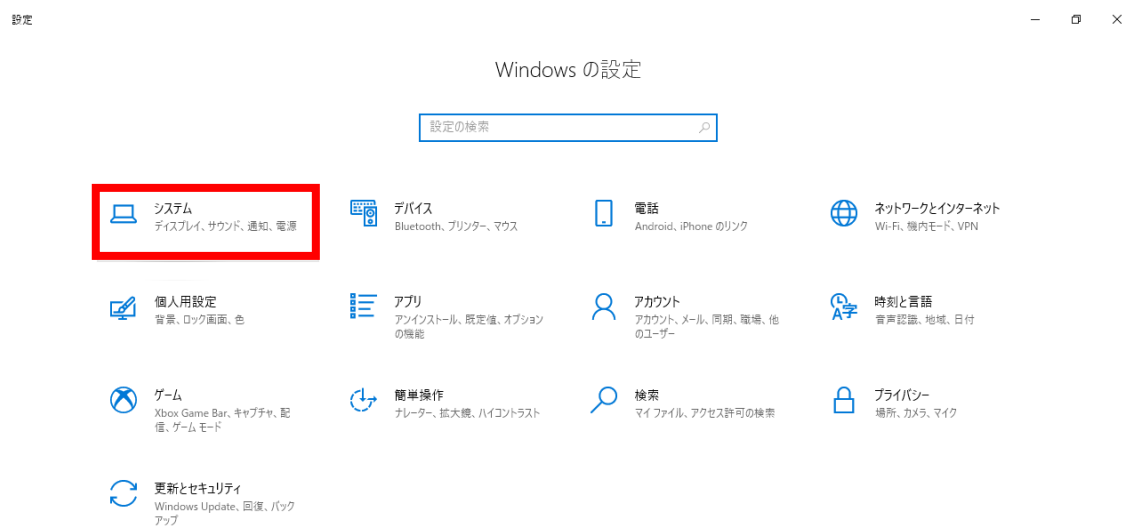 設定
Windows の設定
設定の検索
システム
ディスプレイ、サウンド、通知、電源
デバイス
Bluetooth、プリンター、マウス
電話
Android、iPhone のリンク
ネットワークとインターネット
Wi-Fi、機内モード、VPN
個人用設定
背景、ロック画面、色
アプリ
アンインストール、既定値、オプション
の機能
アカウント
アカウント、メール、同期、職場、他
のユーザー
時刻と言語
音声認識、地域、日付
ゲーム
Xbox Game Bar、キャプチャ、配
信、ゲーム モード
簡単操作
ナレーター、拡大鏡、ハイコントラスト
検索
マイ ファイル、アクセス許可の検索
プライバシー
場所、カメラ、マイク
更新とセキュリティ
Windows Update、回復、バック
アップ